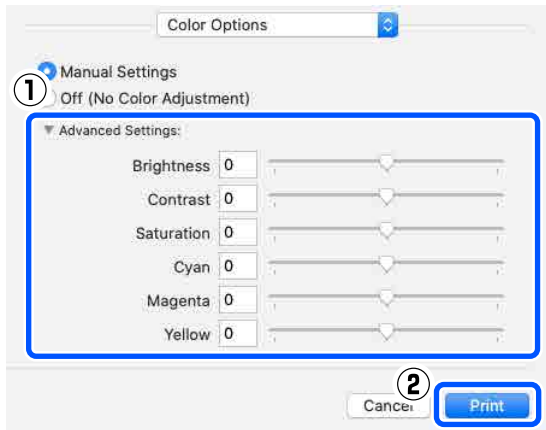 Color Options
Manual Settings
①
Off (No Color Adjustment)
▼ Advanced Settings:
Brightness 0
Contrast 0
Saturation 0
Cyan 0
Magenta 0
Yellow 0
②
Cancel Print